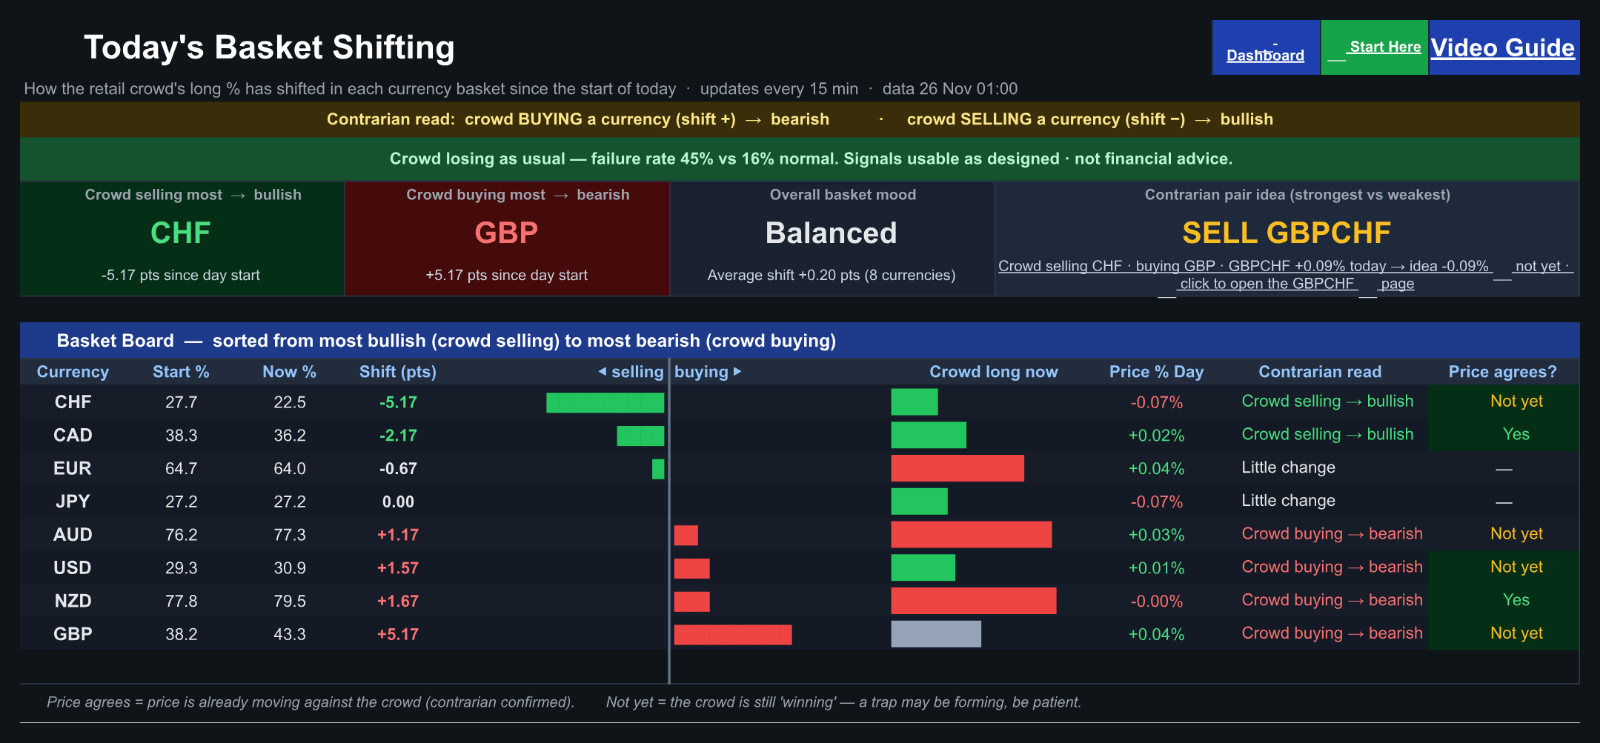 Today's Basket Shifting
Dashboard
Start Here
Video Guide
How the retail crowd's long % has shifted in each currency basket since the start of today · updates every 15 min · data 26 Nov 01:00
Contrarian read: crowd BUYING a currency (shift +) → bearish · crowd SELLING a currency (shift −) → bullish
Crowd losing as usual — failure rate 45% vs 16% normal. Signals usable as designed · not financial advice.
Crowd selling most → bullish
CHF
-5.17 pts since day start
Crowd buying most → bearish
GBP
+5.17 pts since day start
Overall basket mood
Balanced
Average shift +0.20 pts (8 currencies)
Contrarian pair idea (strongest vs weakest)
SELL GBPCHF
Crowd selling CHF · buying GBP · GBPCHF +0.09% today → idea -0.09% not yet ·
click to open the GBPCHF page
Basket Board — sorted from most bullish (crowd selling) to most bearish (crowd buying)
Currency Start % Now % Shift (pts) ◄ selling buying ► Crowd long now Price % Day Contrarian read Price agrees?
CHF 27.7 22.5 -5.17 -0.07% Crowd selling → bullish Not yet
CAD 38.3 36.2 -2.17 +0.02% Crowd selling → bullish Yes
EUR 64.7 64.0 -0.67 +0.04% Little change —
JPY 27.2 27.2 0.00 -0.07% Little change —
AUD 76.2 77.3 +1.17 +0.03% Crowd buying → bearish Not yet
USD 29.3 30.9 +1.57 +0.01% Crowd buying → bearish Not yet
NZD 77.8 79.5 +1.67 -0.00% Crowd buying → bearish Yes
GBP 38.2 43.3 +5.17 +0.04% Crowd buying → bearish Not yet
Price agrees = price is already moving against the crowd (contrarian confirmed). Not yet = the crowd is still 'winning' — a trap may be forming, be patient.